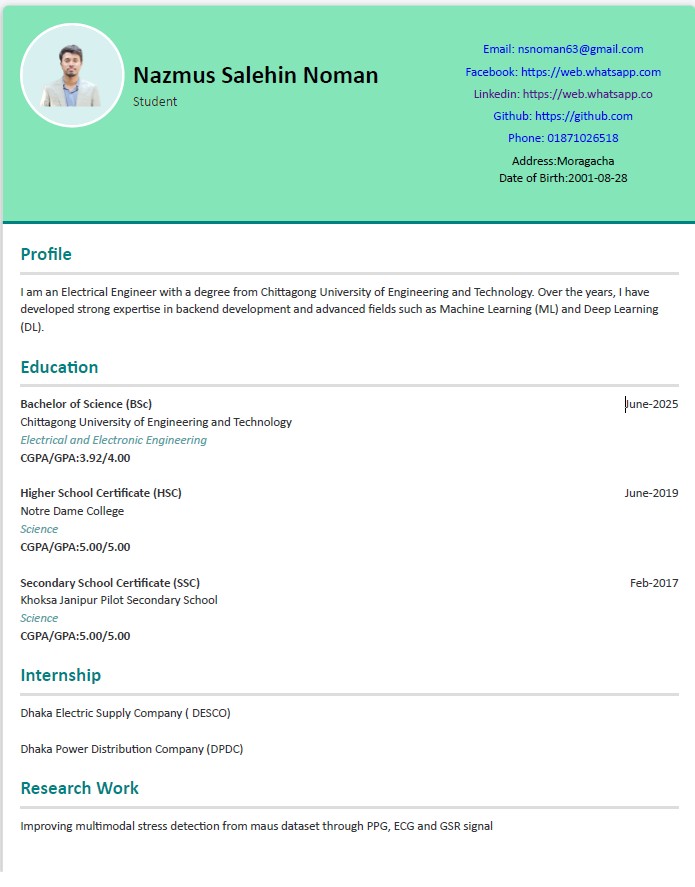 Nazmus Salehin Noman
Student
Email: nsnoman63@gmail.com
Facebook: https://web.whatsapp.com
Linkedin: https://web.whatsapp.co
Github: https://github.com
Phone: 01871026518
Address:Moragacha
Date of Birth:2001-08-28
Profile
I am an Electrical Engineer with a degree from Chittagong University of Engineering and Technology. Over the years, I have
developed strong expertise in backend development and advanced fields such as Machine Learning (ML) and Deep Learning
(DL).
Education
Bachelor of Science (BSc) June-2025
Chittagong University of Engineering and Technology
Electrical and Electronic Engineering
CGPA/GPA:3.92/4.00
Higher School Certificate (HSC) June-2019
Notre Dame College
Science
CGPA/GPA:5.00/5.00
Secondary School Certificate (SSC) Feb-2017
Khoksa Janipur Pilot Secondary School
Science
CGPA/GPA:5.00/5.00
Internship
Dhaka Electric Supply Company ( DESCO)
Dhaka Power Distribution Company (DPDC)
Research Work
Improving multimodal stress detection from maus dataset through PPG, ECG and GSR signal